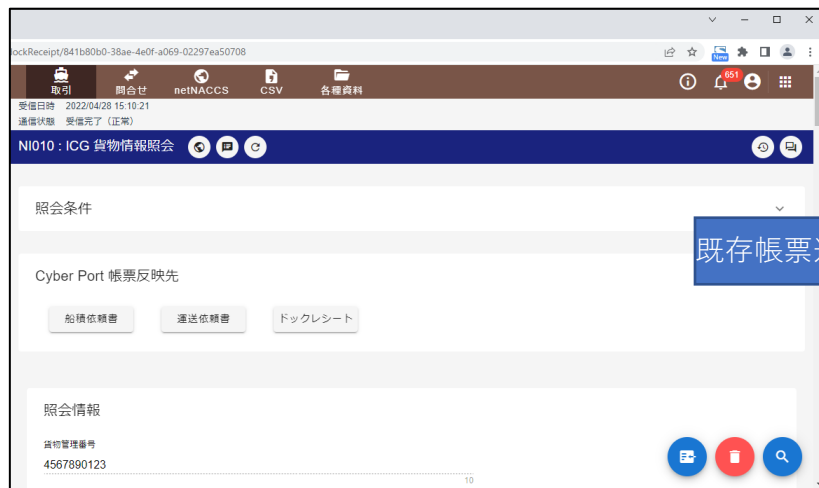 lockReceipt/841b80b0-38ae-4e0f-a069-02297ea50708
New
取引 問合せ netNACCS CSV 各種資料
651
受信日時 2022/04/28 15:10:21
通信状態 受信完了（正常）
NI010 : ICG 貨物情報照会
照会条件
既存帳票
Cyber Port 帳票反映先
船積依頼書 運送依頼書 ドックレシート
照会情報
貨物管理番号
4567890123
10